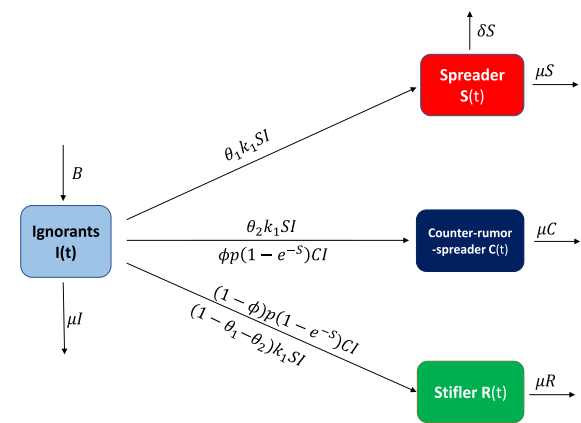 δS
Spreader
S(t)
μS
θ₁k₁SI
B
Ignorants
I(t)
θ₂k₁SI
ϕp(1 − e⁻ˢ)CI
Counter-rumor
-spreader C(t)
μC
μI
(1 − ϕ)p(1 − e⁻ˢ)CI
(1 − θ₁−θ₂)k₁SI
Stifler R(t)
μR